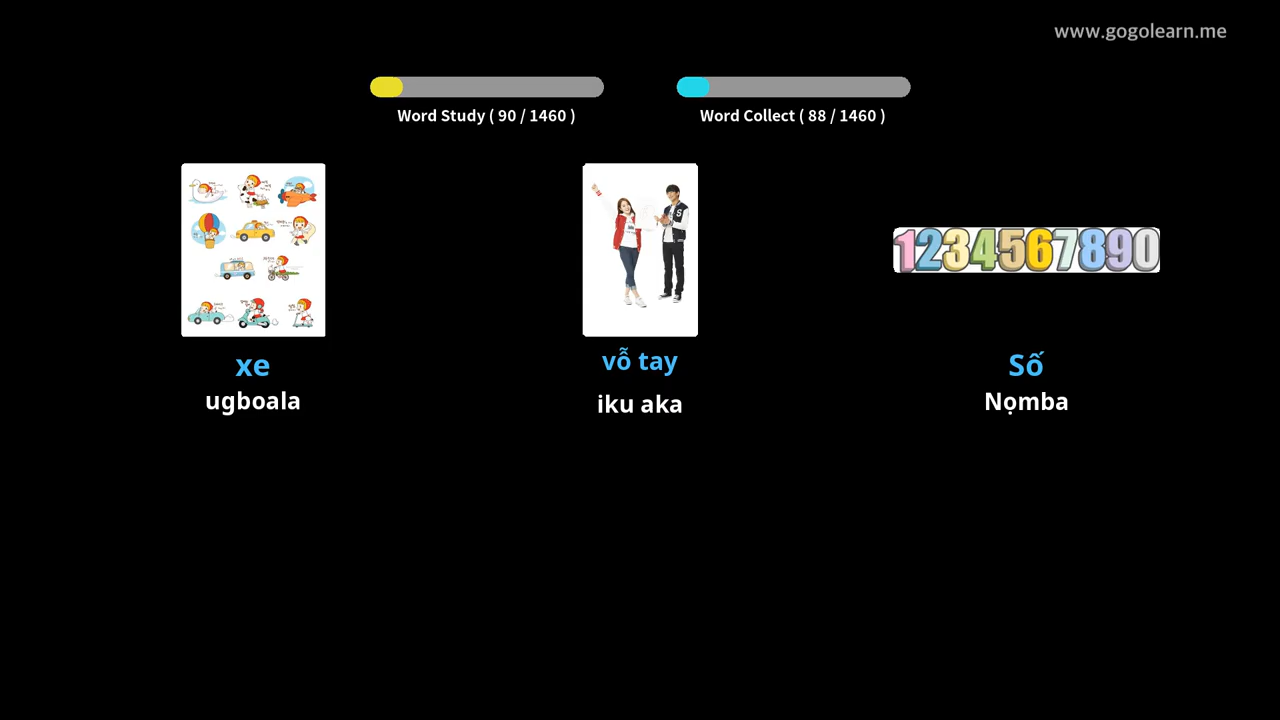 www.gogolearn.me
Word Study ( 90 / 1460 )
Word Collect ( 88 / 1460 )
1234567890
xe
ugboala
vỗ tay
iku aka
Số
Nọmba